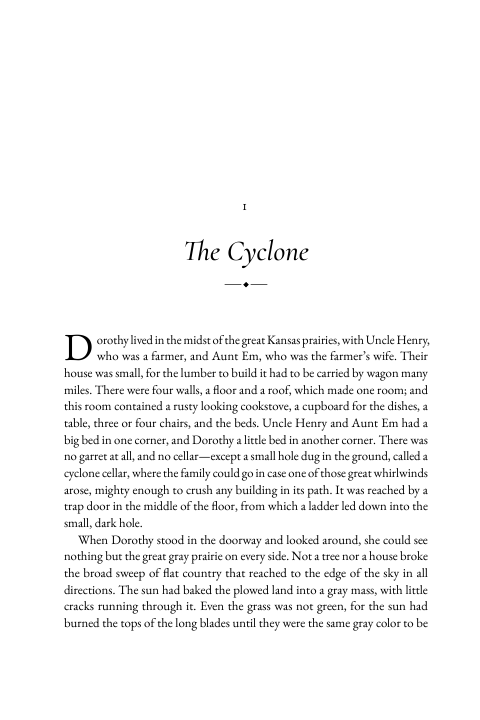 I
The Cyclone
Dorothy lived in the midst of the great Kansas prairies, with Uncle Henry,
who was a farmer, and Aunt Em, who was the farmer’s wife. Their
house was small, for the lumber to build it had to be carried by wagon many
miles. There were four walls, a floor and a roof, which made one room; and
this room contained a rusty looking cookstove, a cupboard for the dishes, a
table, three or four chairs, and the beds. Uncle Henry and Aunt Em had a
big bed in one corner, and Dorothy a little bed in another corner. There was
no garret at all, and no cellar—except a small hole dug in the ground, called a
cyclone cellar, where the family could go in case one of those great whirlwinds
arose, mighty enough to crush any building in its path. It was reached by a
trap door in the middle of the floor, from which a ladder led down into the
small, dark hole.
When Dorothy stood in the doorway and looked around, she could see
nothing but the great gray prairie on every side. Not a tree nor a house broke
the broad sweep of flat country that reached to the edge of the sky in all
directions. The sun had baked the plowed land into a gray mass, with little
cracks running through it. Even the grass was not green, for the sun had
burned the tops of the long blades until they were the same gray color to be